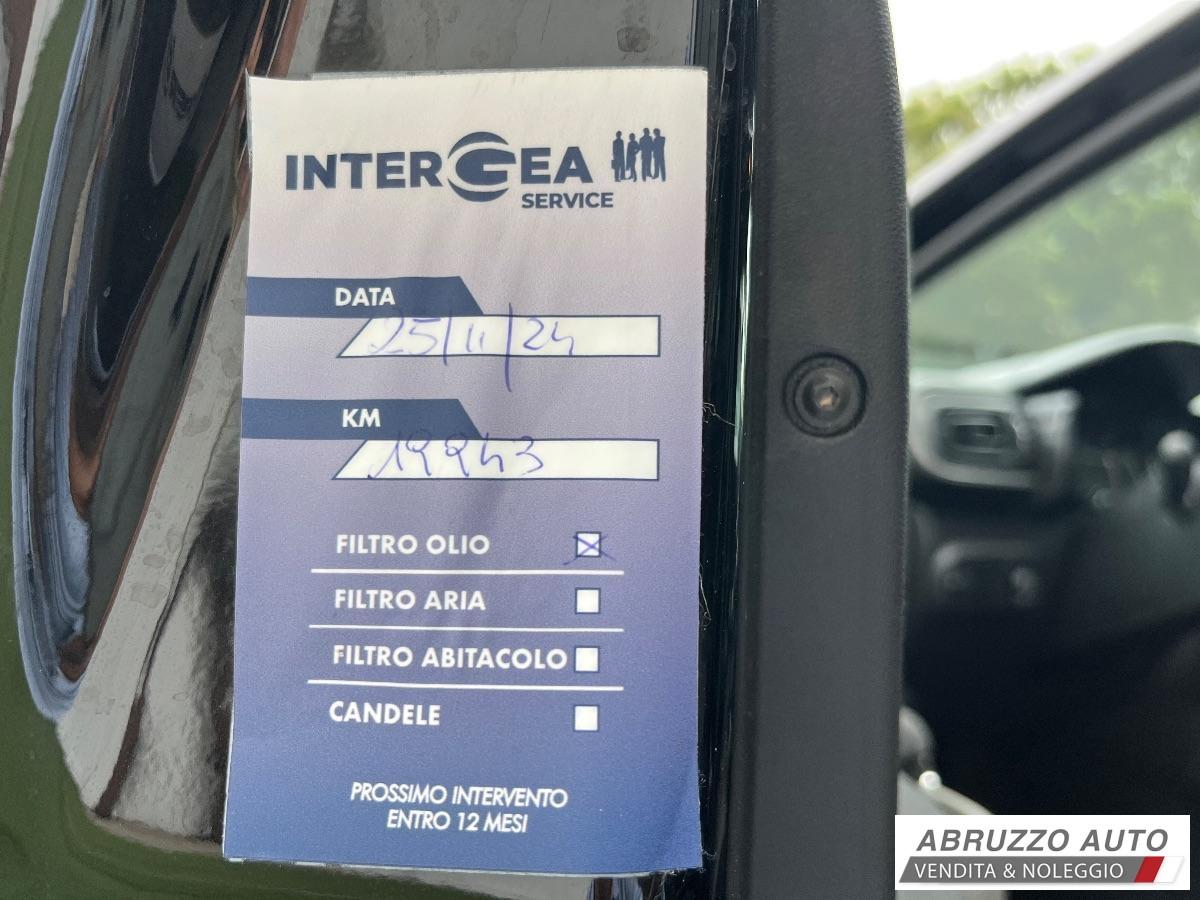 INTERGEA
SERVICE
DATA
25/11/24
KM
19943
FILTRO OLIO
FILTRO ARIA
FILTRO ABITACOLO
CANDELE
PROSSIMO INTERVENTO
ENTRO 12 MESI
ABRUZZO AUTO
VENDITA & NOLEGGIO